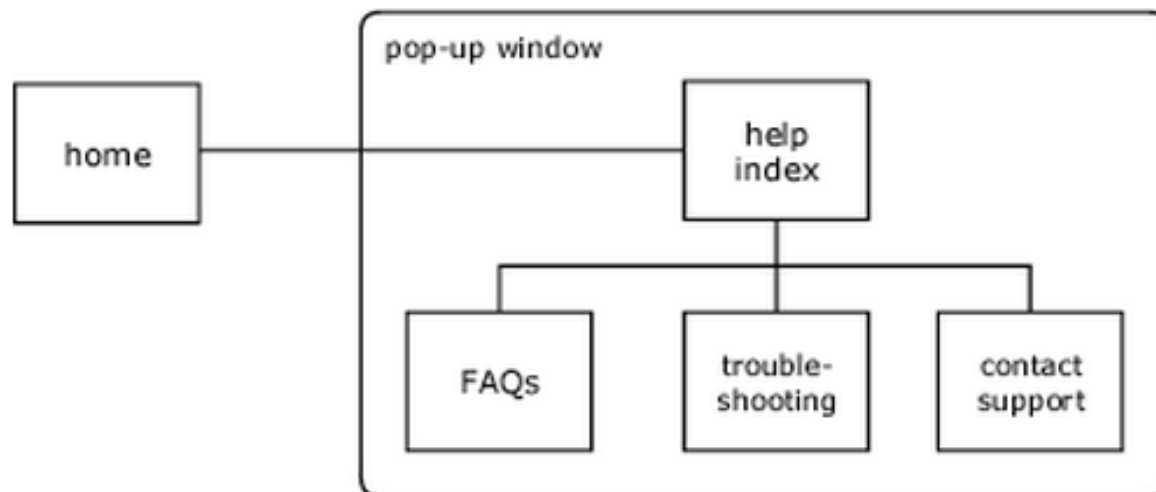 pop-up window
home
help
index
FAQs
trouble-
shooting
contact
support